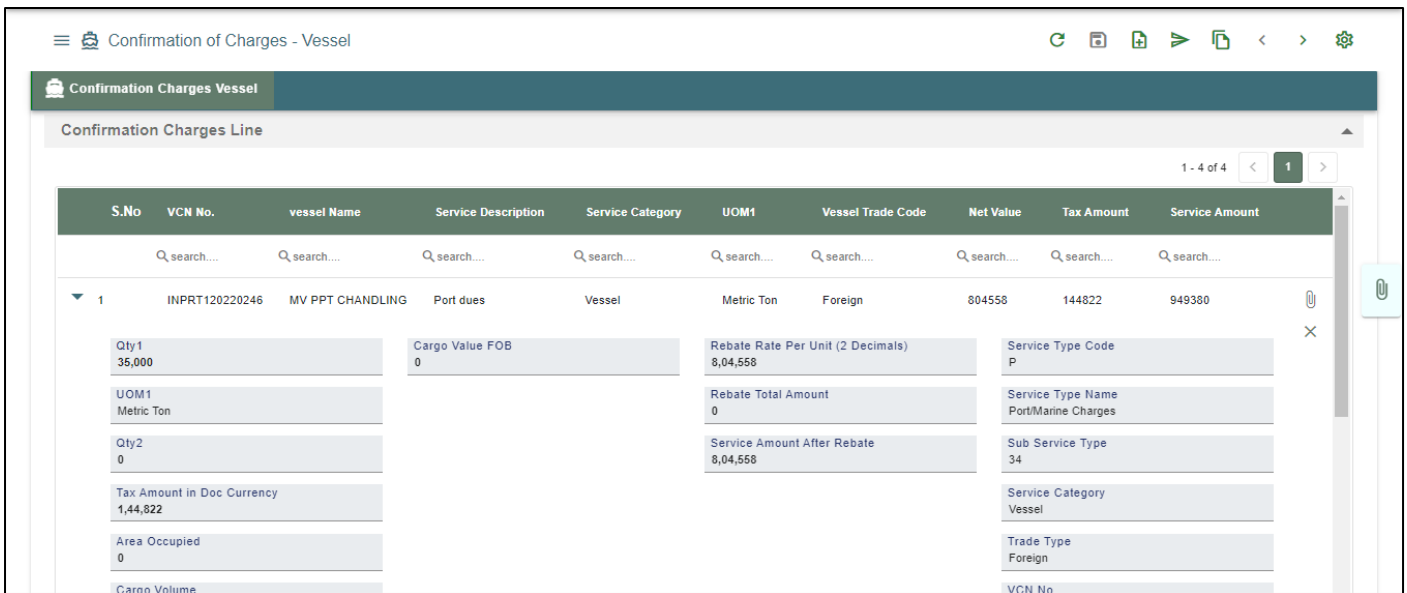 Confirmation of Charges - Vessel
Confirmation Charges Vessel
Confirmation Charges Line
1 - 4 of 4 < 1 >
S.No VCN No. vessel Name Service Description Service Category UOM1 Vessel Trade Code Net Value Tax Amount Service Amount
search.... search.... search.... search.... search.... search.... search.... search.... search....
1 INPRT120220246 MV PPT CHANDLING Port dues Vessel Metric Ton Foreign 804558 144822 949380
Qty1 Cargo Value FOB Rebate Rate Per Unit (2 Decimals) Service Type Code
35,000 0 8,04,558 P
UOM1 Rebate Total Amount Service Type Name
Metric Ton 0 Port/Marine Charges
Qty2 Service Amount After Rebate Sub Service Type
0 8,04,558 34
Tax Amount in Doc Currency Service Category
1,44,822 Vessel
Area Occupied Trade Type
0 Foreign
Cargo Volume VCN No